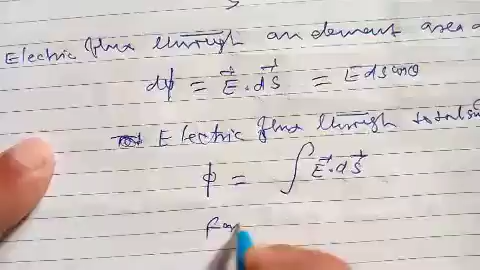 Electric flux through an element area
dϕ = E⃗ . dS⃗ = E ds cosθ
Electric flux through total
ϕ = ∫ E⃗ . dS⃗